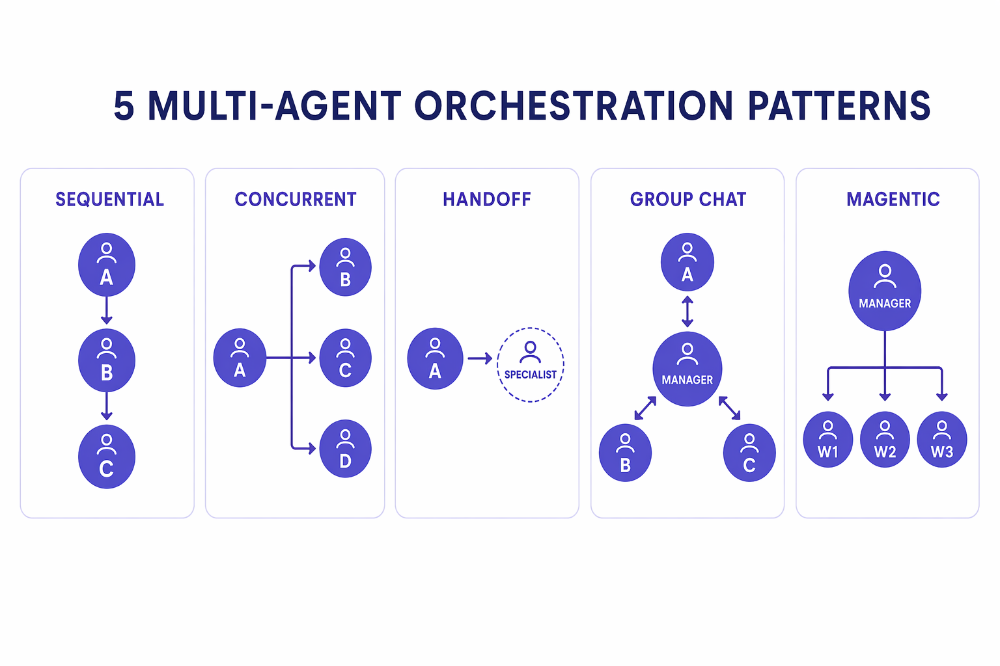 5 MULTI-AGENT ORCHESTRATION PATTERNS
SEQUENTIAL
A
B
C
CONCURRENT
A
B
C
D
HANDOFF
A
SPECIALIST
GROUP CHAT
A
MANAGER
B
C
MAGENTIC
MANAGER
W1
W2
W3